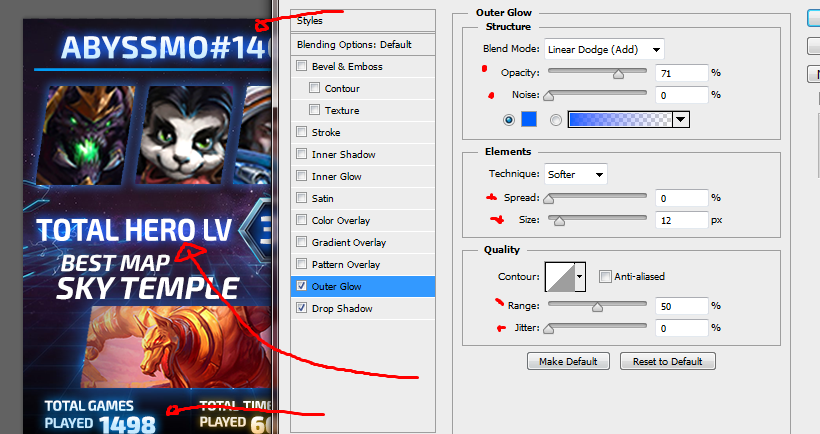 ABYSSMO#14
TOTAL HERO LV
BEST MAP
SKY TEMPLE
TOTAL GAMES
PLAYED 1498
TOTAL TIM
PLAYED 6
Styles
Blending Options: Default
Bevel & Emboss
Contour
Texture
Stroke
Inner Shadow
Inner Glow
Satin
Color Overlay
Gradient Overlay
Pattern Overlay
Outer Glow
Drop Shadow
Outer Glow
Structure
Blend Mode: Linear Dodge (Add)
Opacity: 71 %
Noise: 0 %
Elements
Technique: Softer
Spread: 0 %
Size: 12 px
Quality
Contour: Anti-aliased
Range: 50 %
Jitter: 0 %
Make Default Reset to Default